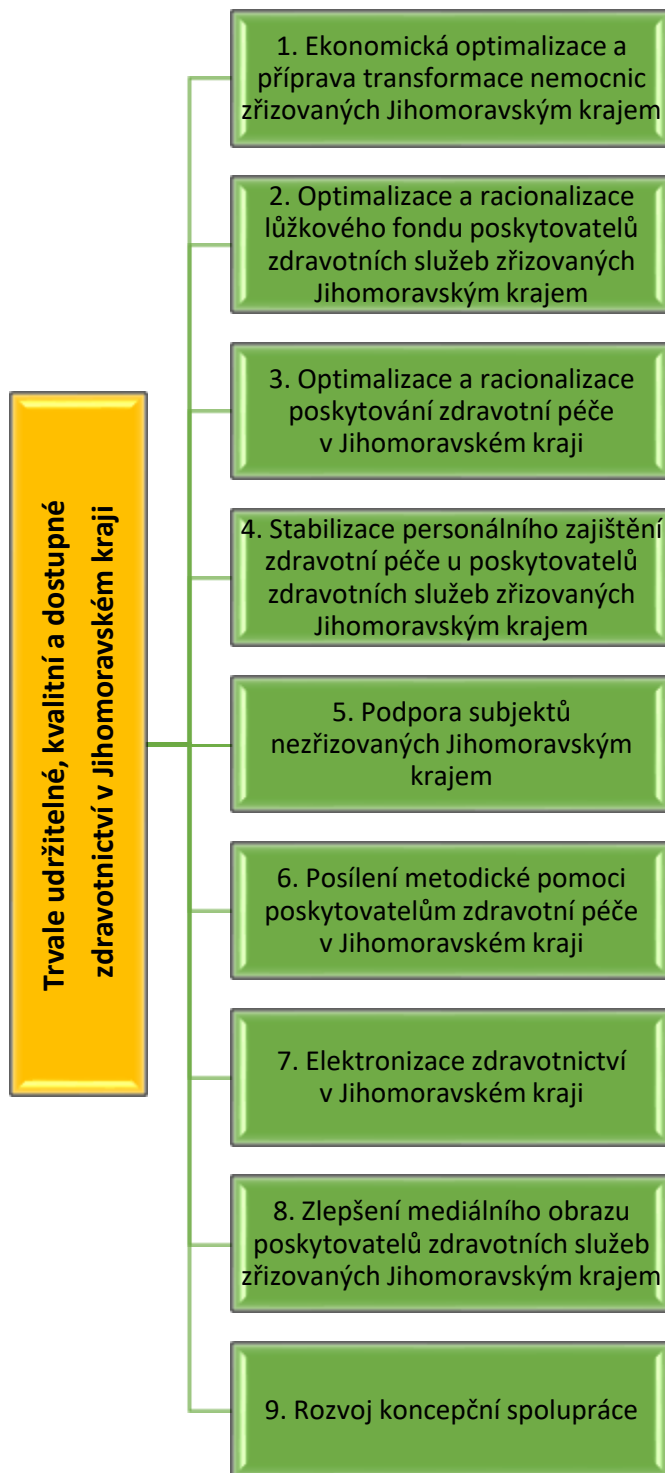 Trvale udržitelné, kvalitní a dostupné
zdravotnictví v Jihomoravském kraji
1. Ekonomická optimalizace a
příprava transformace nemocnic
zřizovaných Jihomoravským krajem
2. Optimalizace a racionalizace
lůžkového fondu poskytovatelů
zdravotních služeb zřizovaných
Jihomoravským krajem
3. Optimalizace a racionalizace
poskytování zdravotní péče
v Jihomoravském kraji
4. Stabilizace personálního zajištění
zdravotní péče u poskytovatelů
zdravotních služeb zřizovaných
Jihomoravským krajem
5. Podpora subjektů
nezřizovaných Jihomoravským
krajem
6. Posílení metodické pomoci
poskytovatelům zdravotní péče
v Jihomoravském kraji
7. Elektronizace zdravotnictví
v Jihomoravském kraji
8. Zlepšení mediálního obrazu
poskytovatelů zdravotních služeb
zřizovaných Jihomoravským krajem
9. Rozvoj koncepční spolupráce